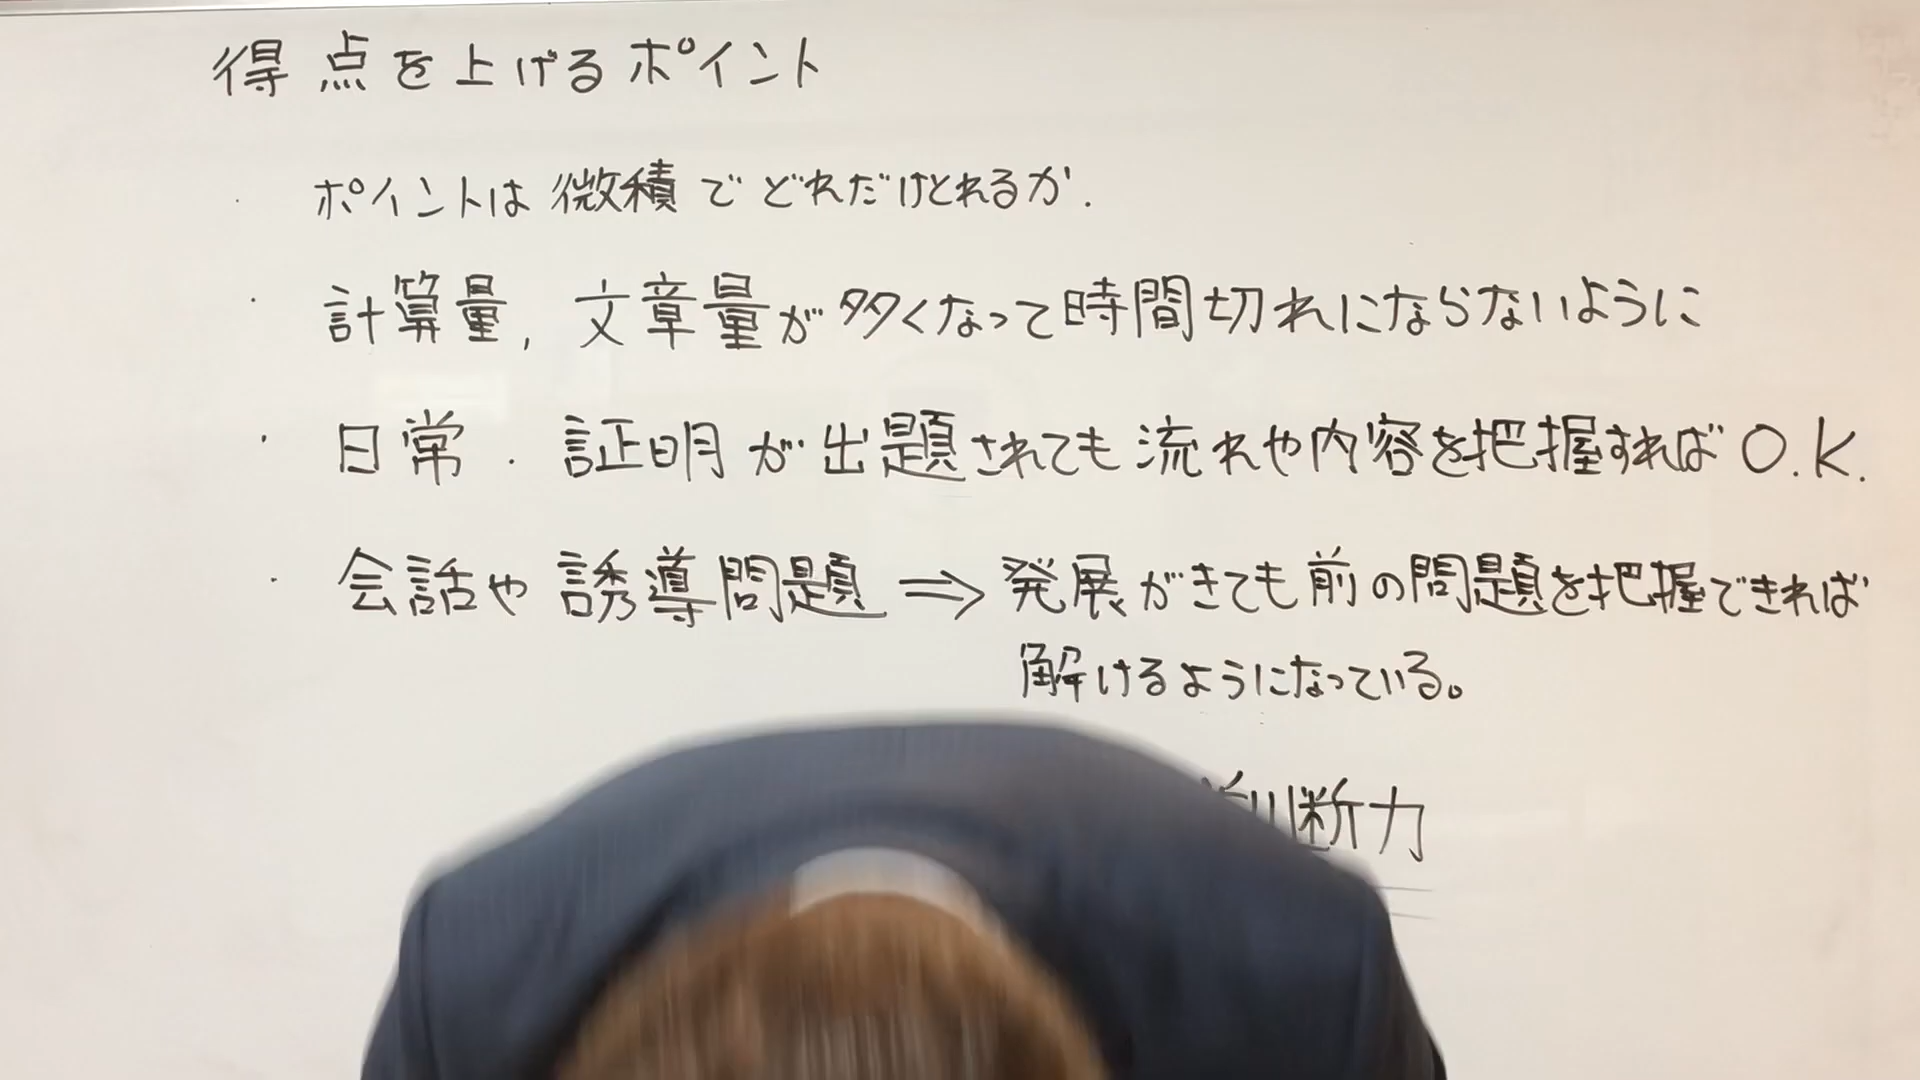 得点を上げるポイント
・ ポイントは微積でどれだけとれるか.
・ 計算量, 文章量が多くなって時間切れにならないように
・ 日常・証明が出題されても流れや内容を把握すればO.K.
・ 会話や誘導問題 ⇒ 発展がきても前の問題を把握できれば
解けるようになっている。
判断力